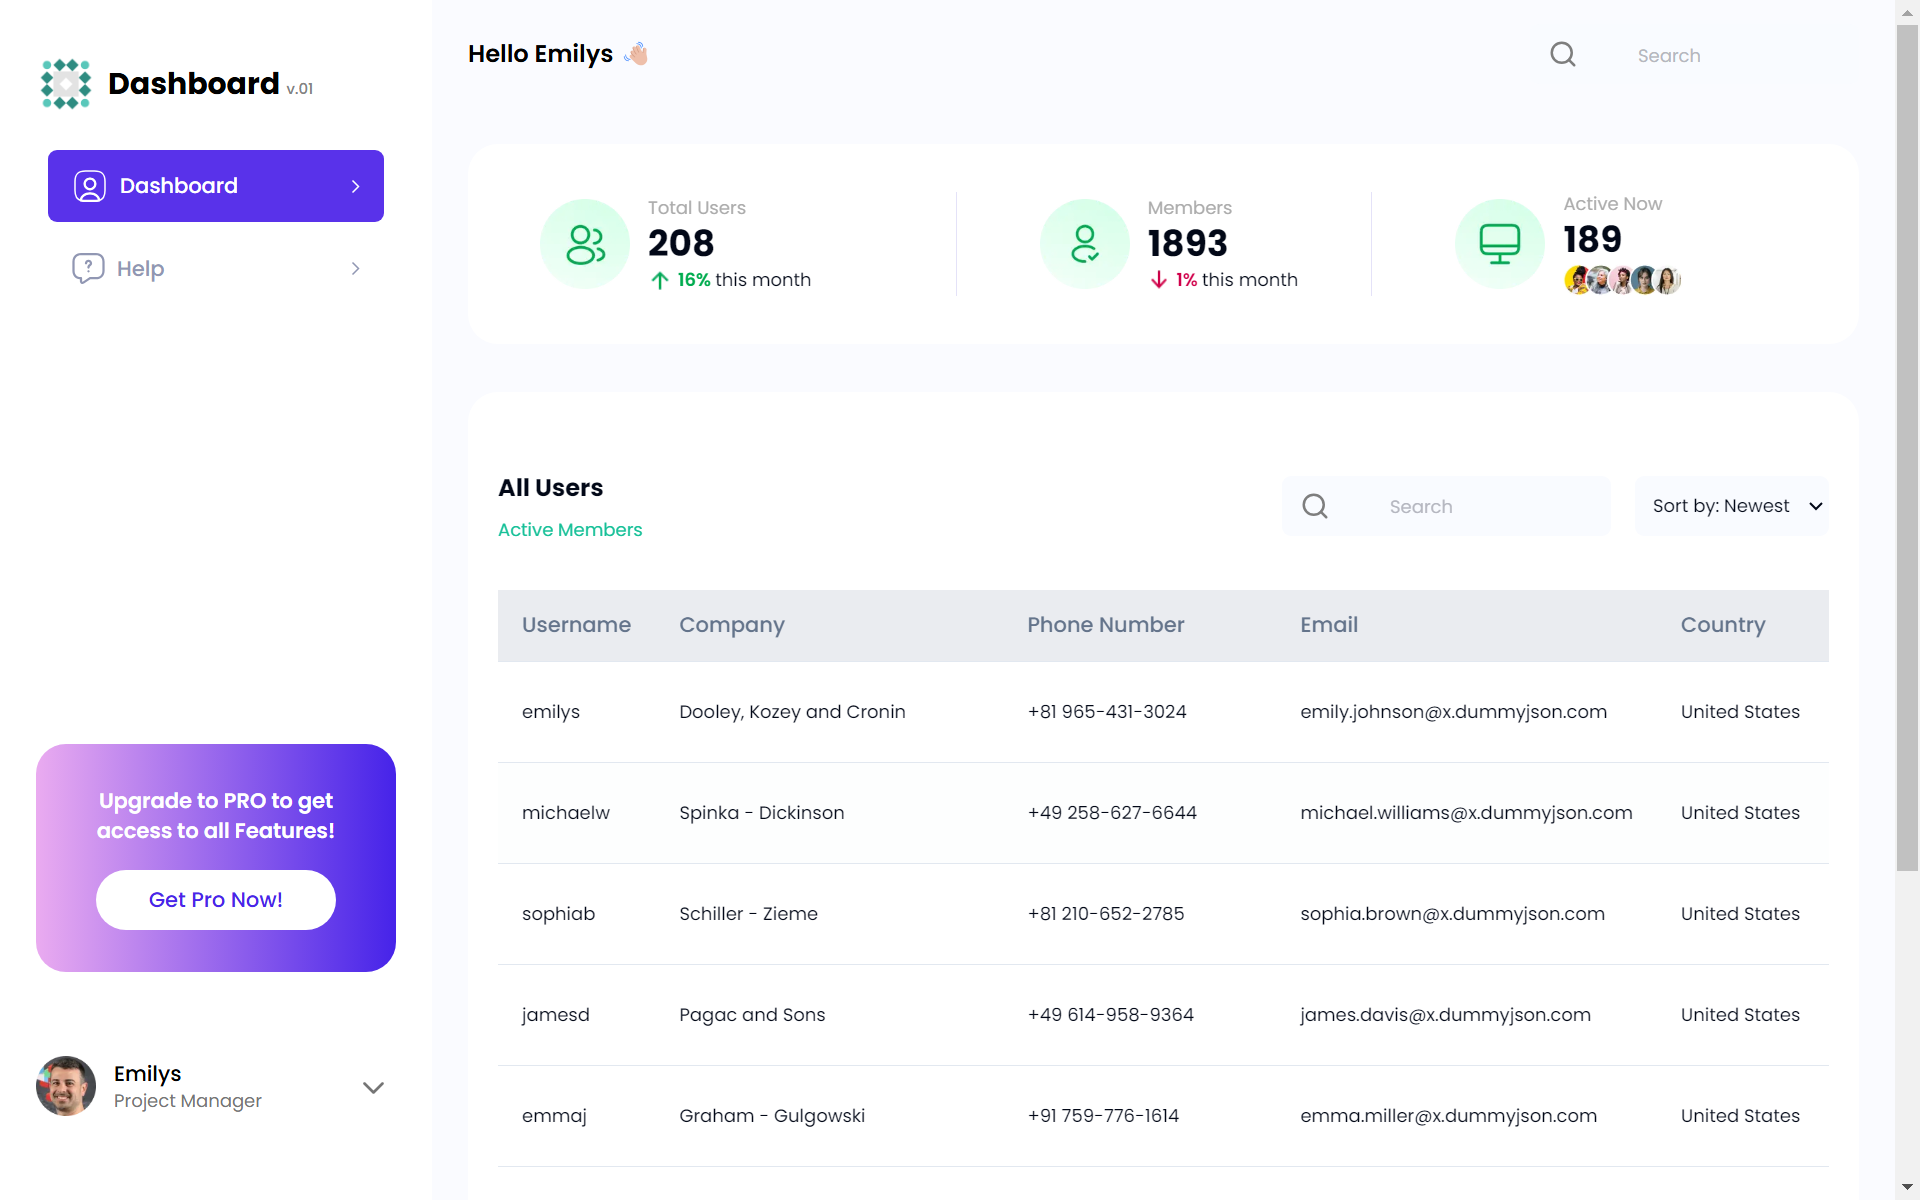 Dashboard v.01
Dashboard
Help
Upgrade to PRO to get
access to all Features!
Get Pro Now!
Emilys
Project Manager
Hello Emilys 👋🏼
Search
Total Users
208
16% this month
Members
1893
1% this month
Active Now
189
All Users
Active Members
Search
Sort by: Newest
Username Company Phone Number Email Country
emilys Dooley, Kozey and Cronin +81 965-431-3024 emily.johnson@x.dummyjson.com United States
michaelw Spinka - Dickinson +49 258-627-6644 michael.williams@x.dummyjson.com United States
sophiab Schiller - Zieme +81 210-652-2785 sophia.brown@x.dummyjson.com United States
jamesd Pagac and Sons +49 614-958-9364 james.davis@x.dummyjson.com United States
emmaj Graham - Gulgowski +91 759-776-1614 emma.miller@x.dummyjson.com United States